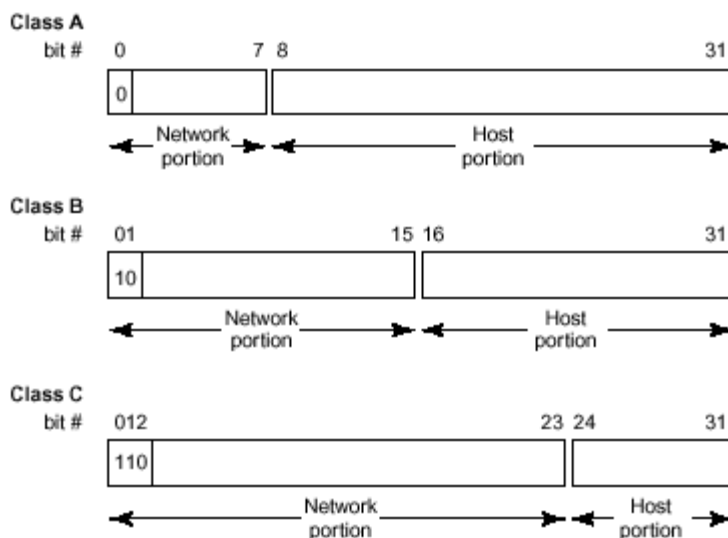 Class A
bit # 0 7 8 31
0
Network portion Host portion
Class B
bit # 01 15 16 31
10
Network portion Host portion
Class C
bit # 012 23 24 31
110
Network portion Host portion